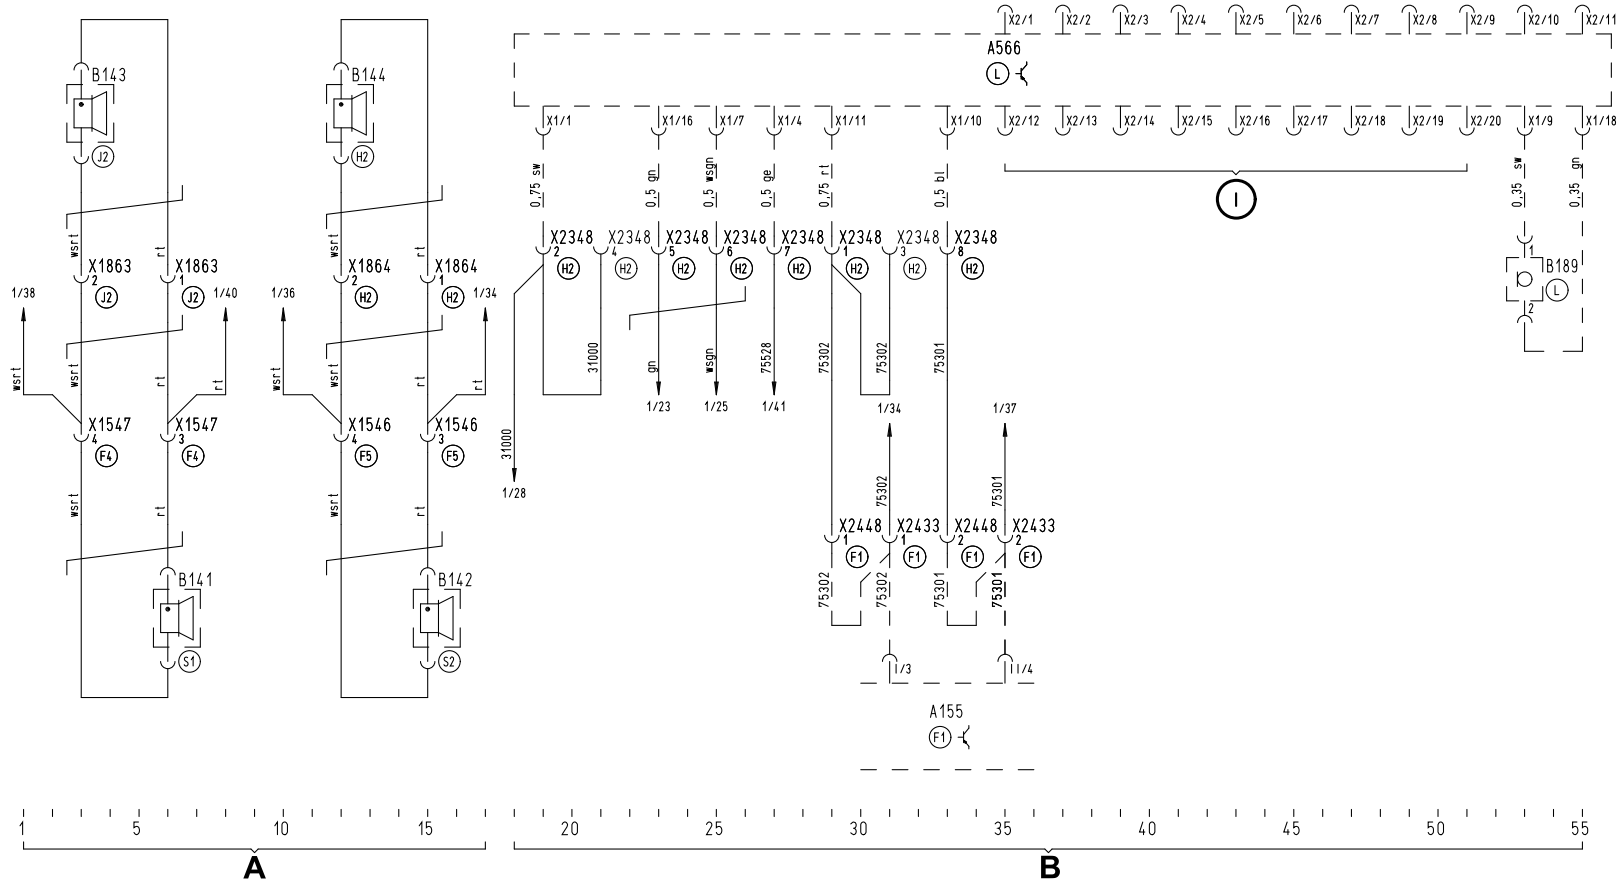 X2/1 X2/2 X2/3 X2/4 X2/5 X2/6 X2/7 X2/8 X2/9 X2/10 X2/11
A566
L
B143
J2
B144
H2
X1/1 X1/16 X1/7 X1/4 X1/11 X1/10 X2/12 X2/13 X2/14 X2/15 X2/16 X2/17 X2/18 X2/19 X2/20 X1/9 X1/18
0,75 sw 0,5 gn 0,5 wsgn 0,5 ge 0,75 rt 0,5 bl 0,35 sw 0,35 gn
I
wsrt rt wsrt rt
X2348 X2348 X2348 X2348 X2348 X2348 X2348 X2348
2 4 5 6 7 1 3 8
H2 H2 H2 H2 H2 H2 H2
1
B189
L
2
X1863 X1863 X1864 X1864
2 1 2 1
J2 J2 H2 H2
1/38 1/40 1/36 1/34
wsrt wsrt rt rt wsrt wsrt rt rt
31000 gn wsgn 75528 75302 75302 75301
1/23 1/25 1/41 1/34 1/37
X1547 X1547 X1546 X1546
4 3 4 3
F4 F4 F5 F5
31000
1/28
wsrt rt wsrt rt
75302 75301
X2448 X2433 X2448 X2433
1 1 2 2
F1 F1 F1 F1
75302 75302 75301 75301
B141
S1
B142
S2
I/3 II/4
A155
F1
1 5 10 15 20 25 30 35 40 45 50 55
A B